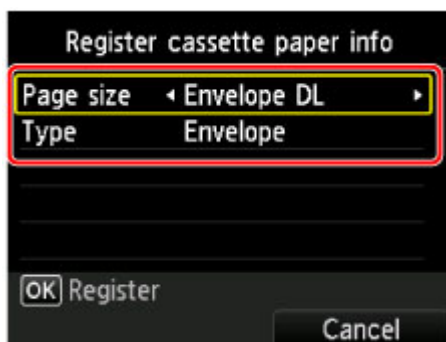 Register cassette paper info
Page size Envelope DL
Type Envelope
OK Register
Cancel